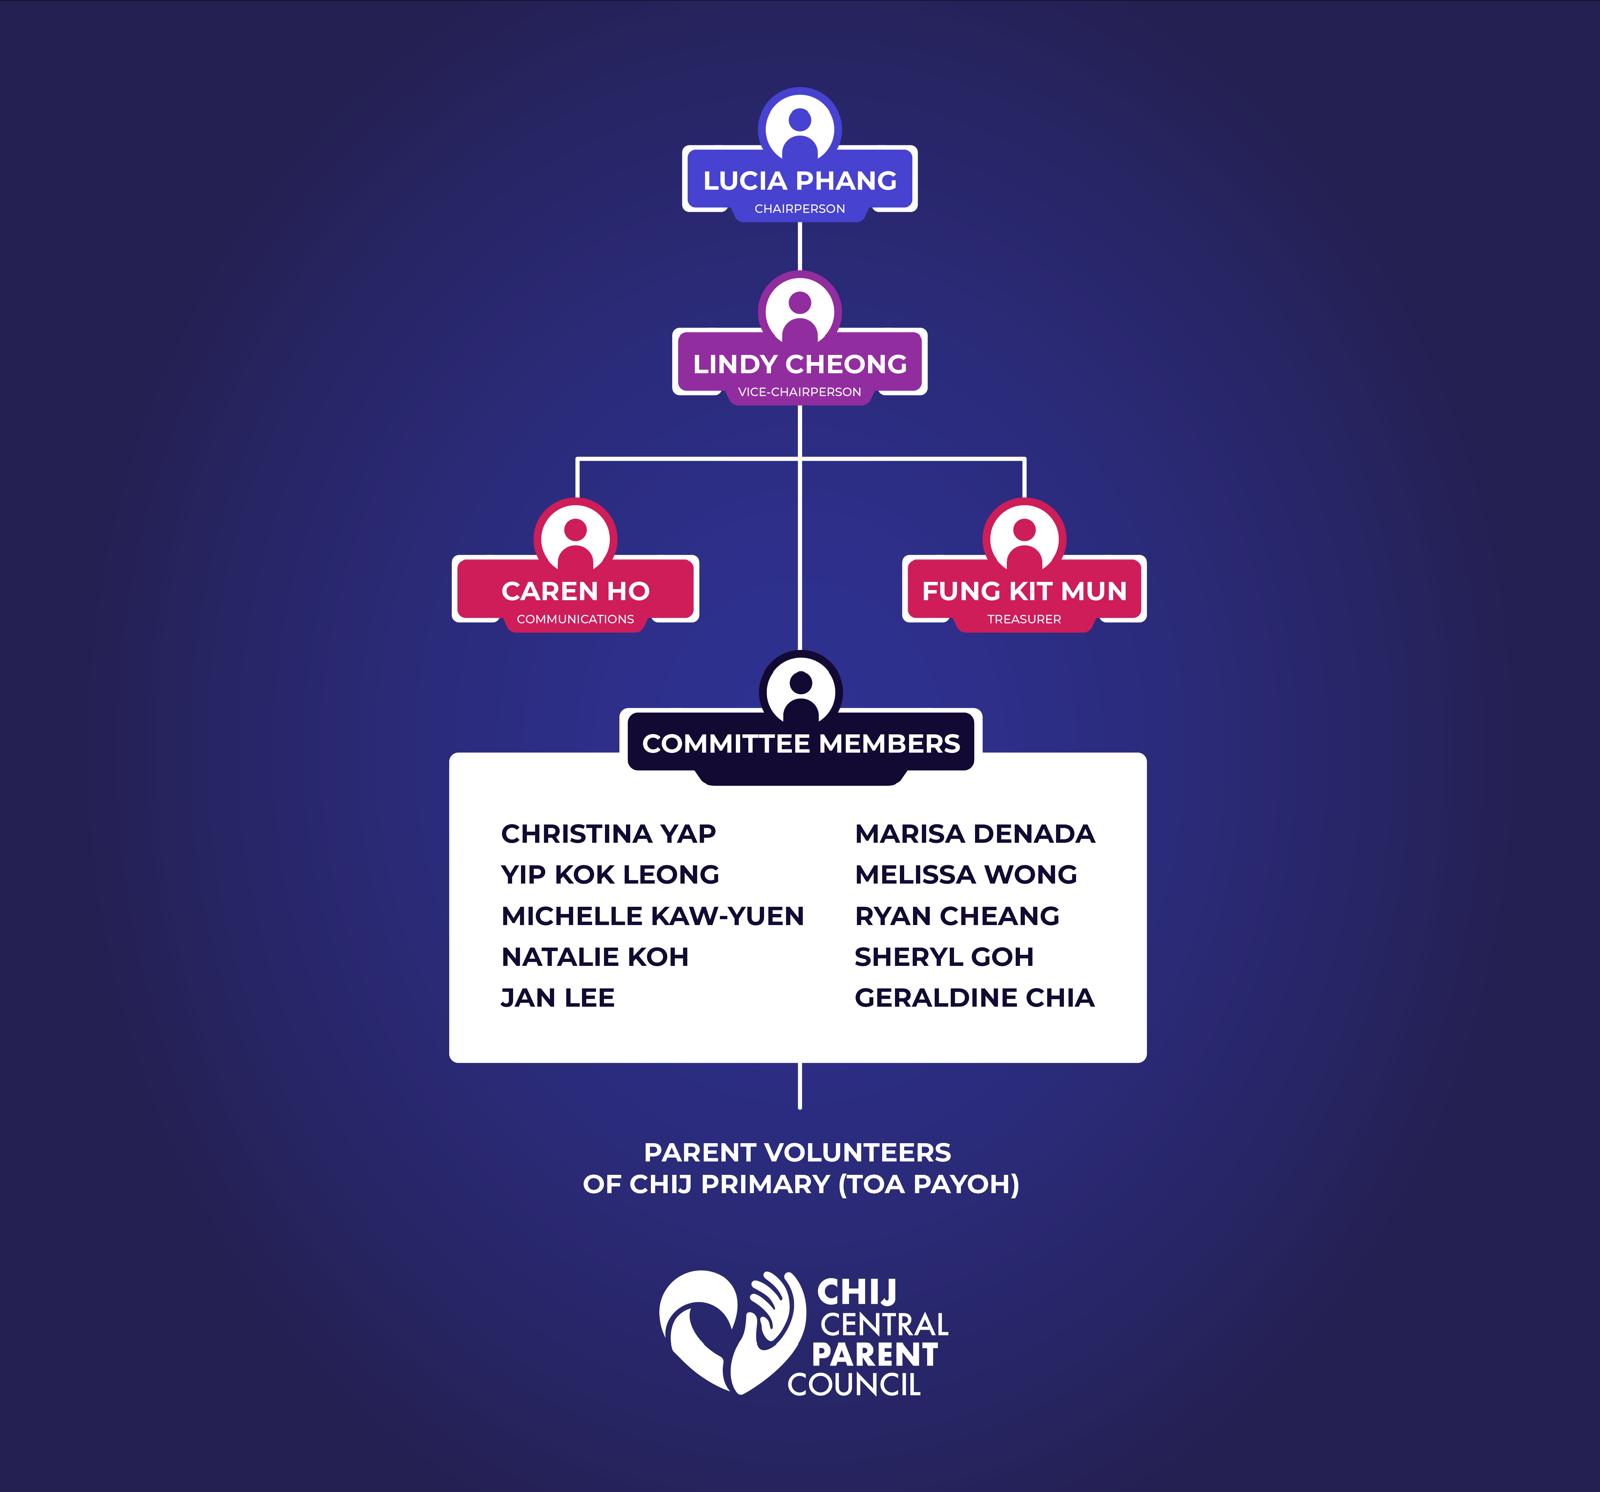 LUCIA PHANG
CHAIRPERSON
LINDY CHEONG
VICE-CHAIRPERSON
CAREN HO
COMMUNICATIONS
FUNG KIT MUN
TREASURER
COMMITTEE MEMBERS
CHRISTINA YAP
YIP KOK LEONG
MICHELLE KAW-YUEN
NATALIE KOH
JAN LEE
MARISA DENADA
MELISSA WONG
RYAN CHEANG
SHERYL GOH
GERALDINE CHIA
PARENT VOLUNTEERS
OF CHIJ PRIMARY (TOA PAYOH)
CHIJ
CENTRAL
PARENT
COUNCIL